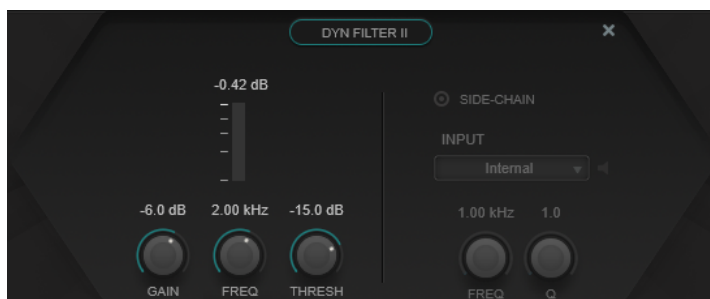 DYN FILTER II
×
-0.42 dB
SIDE-CHAIN
INPUT
Internal
-6.0 dB 2.00 kHz -15.0 dB
1.00 kHz 1.0
GAIN FREQ THRESH
FREQ Q